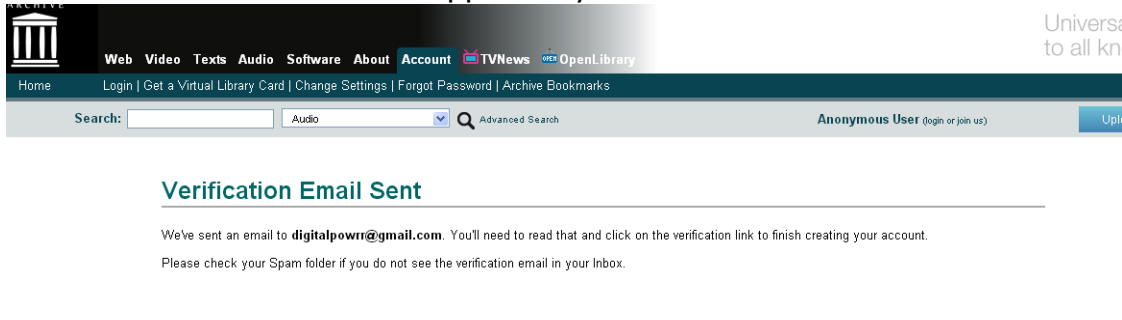 ARCHIVE
Universa
to all kn
Web Video Texts Audio Software About Account TVNews OPEN OpenLibrary
Home Login | Get a Virtual Library Card | Change Settings | Forgot Password | Archive Bookmarks
Search: Audio Advanced Search Anonymous User (login or join us) Uplo
Verification Email Sent
We've sent an email to digitalpowrr@gmail.com. You'll need to read that and click on the verification link to finish creating your account.
Please check your Spam folder if you do not see the verification email in your Inbox.